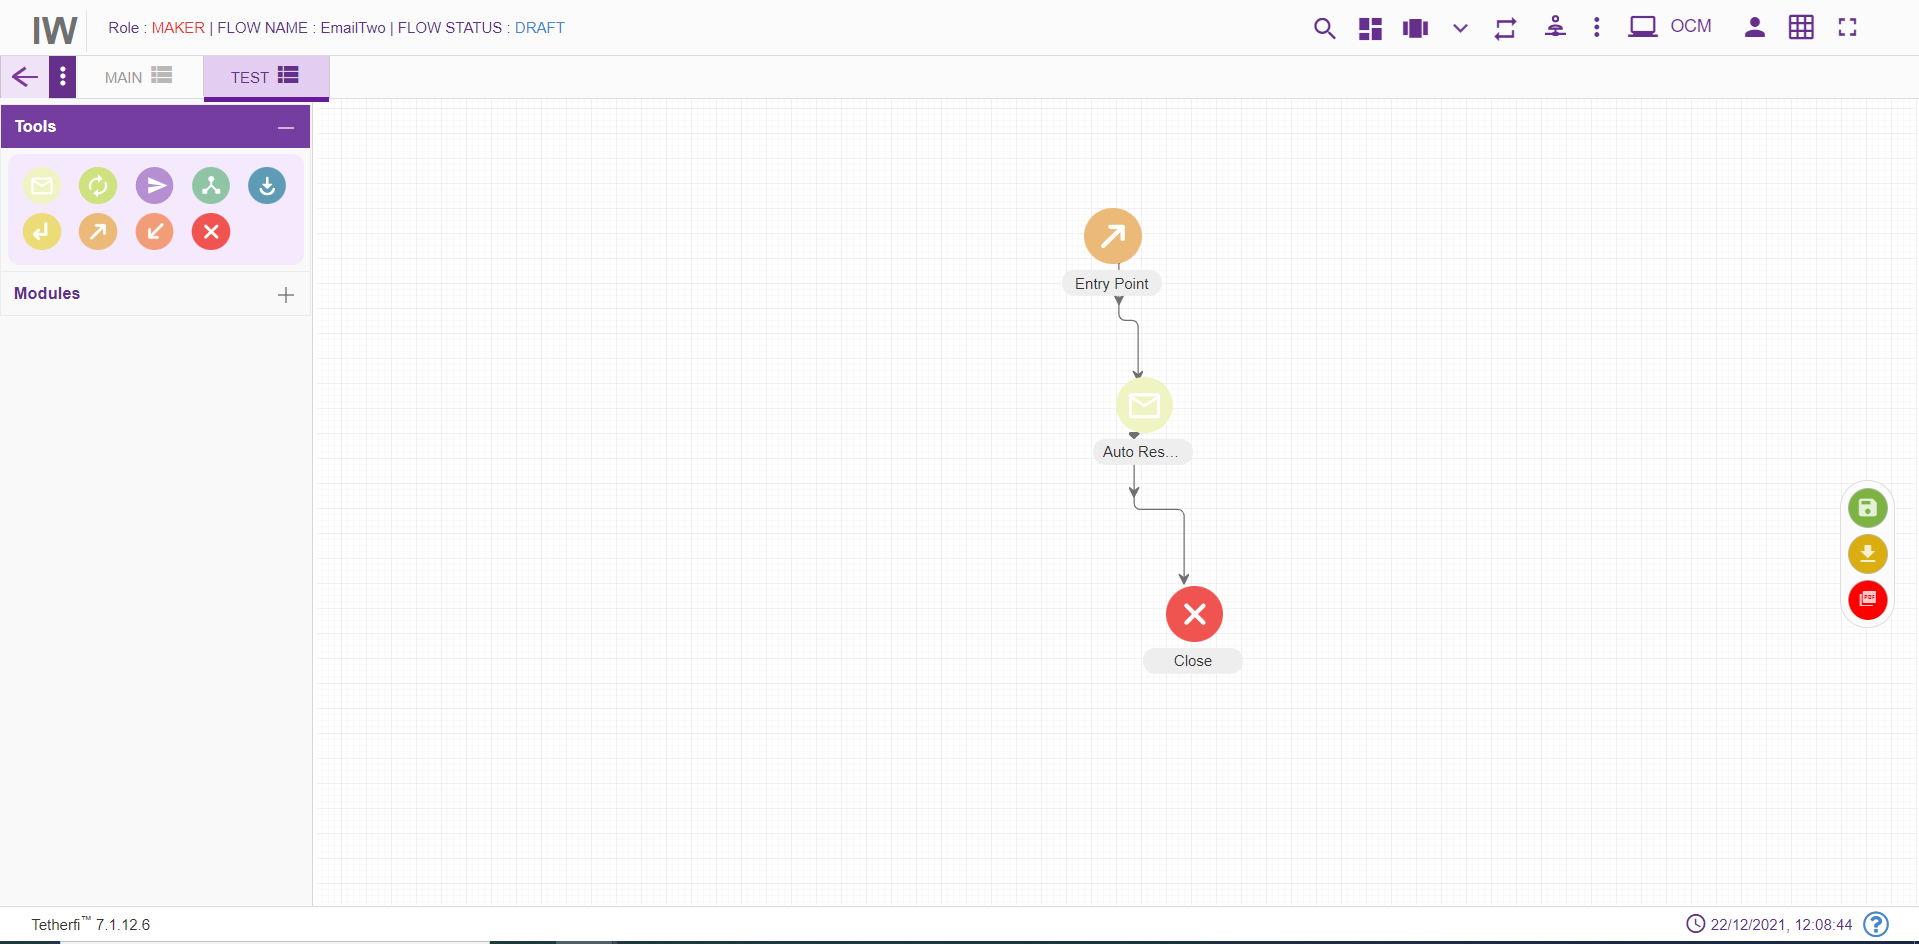 IW
Role : MAKER | FLOW NAME : EmailTwo | FLOW STATUS : DRAFT
OCM
MAIN
TEST
Tools
Modules
Entry Point
Auto Res...
Close
PDF
Tetherfi™ 7.1.12.6
22/12/2021, 12:08:44
?